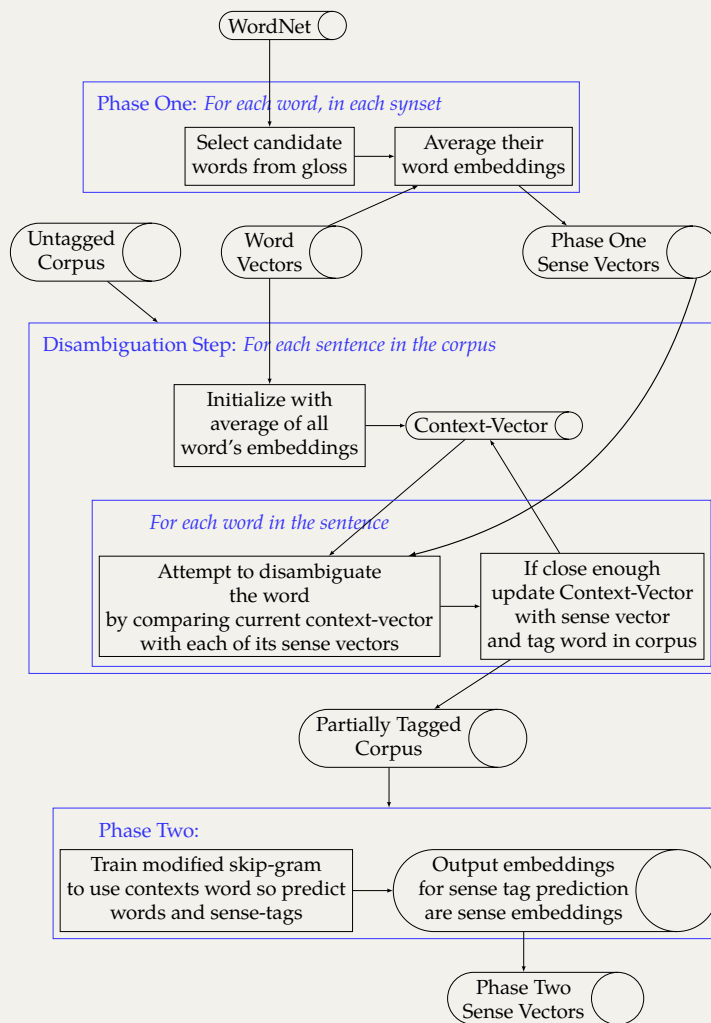 WordNet
Phase One: For each word, in each synset
Select candidate
words from gloss
Average their
word embeddings
Untagged
Corpus
Word
Vectors
Phase One
Sense Vectors
Disambiguation Step: For each sentence in the corpus
Initialize with
average of all
word's embeddings
Context-Vector
For each word in the sentence
Attempt to disambiguate
the word
by comparing current context-vector
with each of its sense vectors
If close enough
update Context-Vector
with sense vector
and tag word in corpus
Partially Tagged
Corpus
Phase Two:
Train modified skip-gram
to use contexts word so predict
words and sense-tags
Output embeddings
for sense tag prediction
are sense embeddings
Phase Two
Sense Vectors